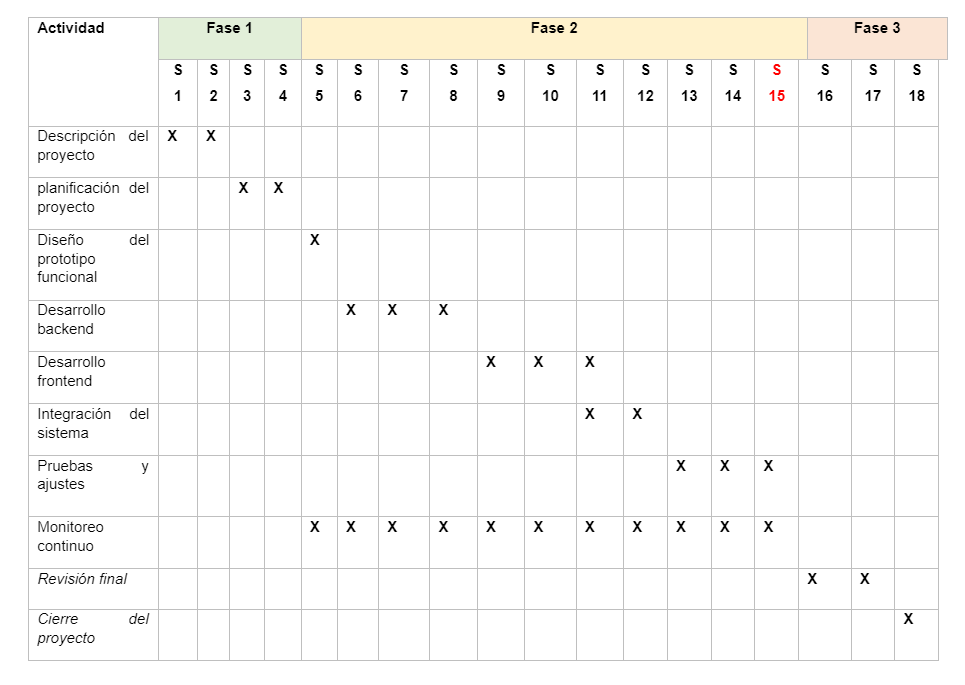 Actividad Fase 1 Fase 2 Fase 3
S S S S S S S S S S S S S S S S S S
1 2 3 4 5 6 7 8 9 10 11 12 13 14 15 16 17 18
Descripción del X X
proyecto
planificación del X X
proyecto
Diseño del X
prototipo
funcional
Desarrollo X X X
backend
Desarrollo X X X
frontend
Integración del X X
sistema
Pruebas y X X X
ajustes
Monitoreo X X X X X X X X X X X
continuo
Revisión final X X
Cierre del X
proyecto